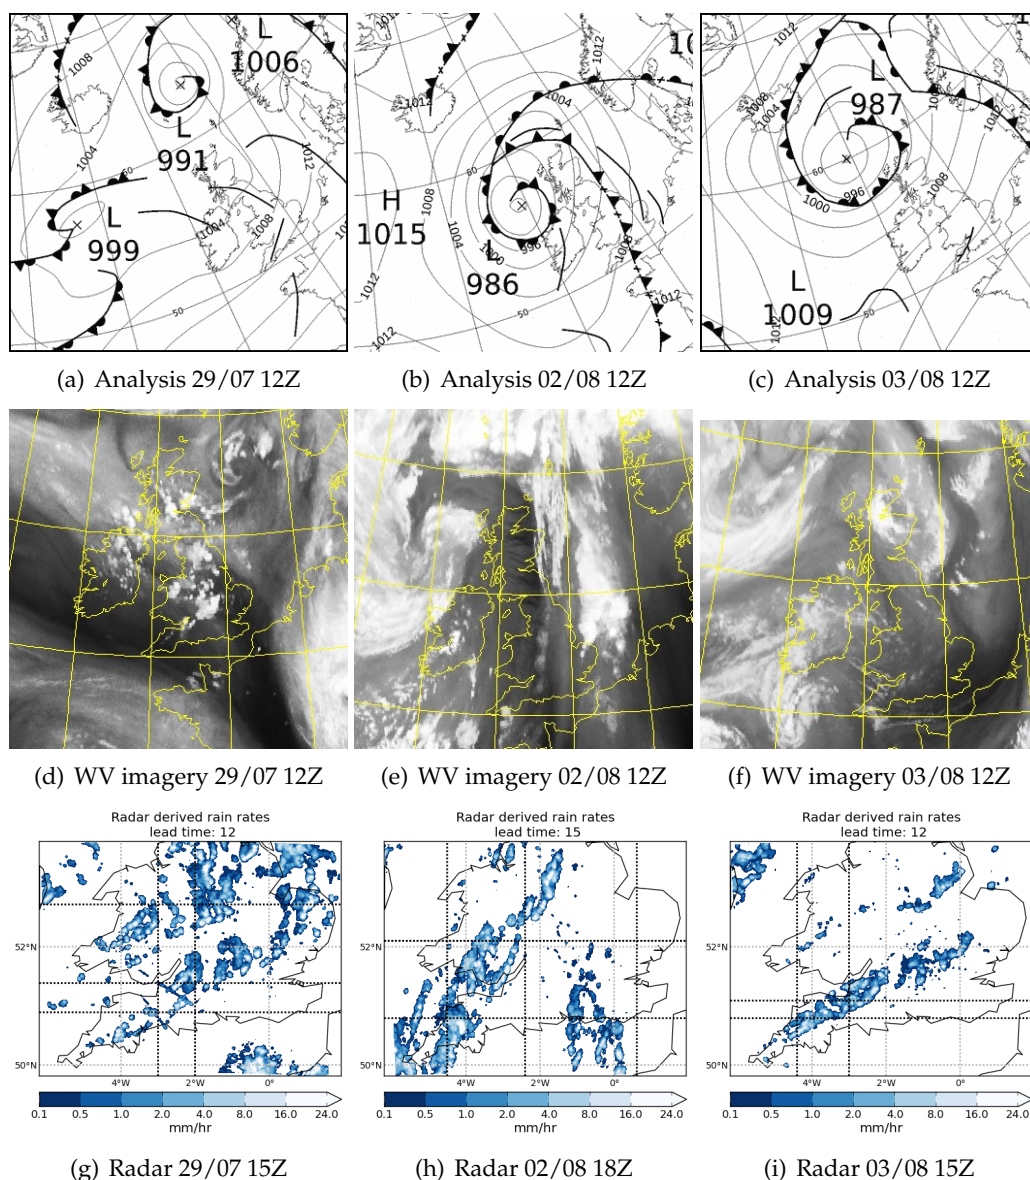 L
1006
1008
L
991
1004
60
1012
L
999
1004
1008
50
10
1012
1012
1004
H
1015
1008
1004
1000
996
L
986
1008
1012
50
1012
1012
L
987
1008
1004
1008
1012
60
996
1000
1008
L
1009
1012
50
(a) Analysis 29/07 12Z
(b) Analysis 02/08 12Z
(c) Analysis 03/08 12Z
(d) WV imagery 29/07 12Z
(e) WV imagery 02/08 12Z
(f) WV imagery 03/08 12Z
Radar derived rain rates
lead time: 12
52°N
50°N
4°W 2°W 0°
0.1 0.5 1.0 2.0 4.0 8.0 16.0 24.0
mm/hr
Radar derived rain rates
lead time: 15
52°N
50°N
4°W 2°W 0°
0.1 0.5 1.0 2.0 4.0 8.0 16.0 24.0
mm/hr
Radar derived rain rates
lead time: 12
52°N
50°N
4°W 2°W 0°
0.1 0.5 1.0 2.0 4.0 8.0 16.0 24.0
mm/hr
(g) Radar 29/07 15Z
(h) Radar 02/08 18Z
(i) Radar 03/08 15Z